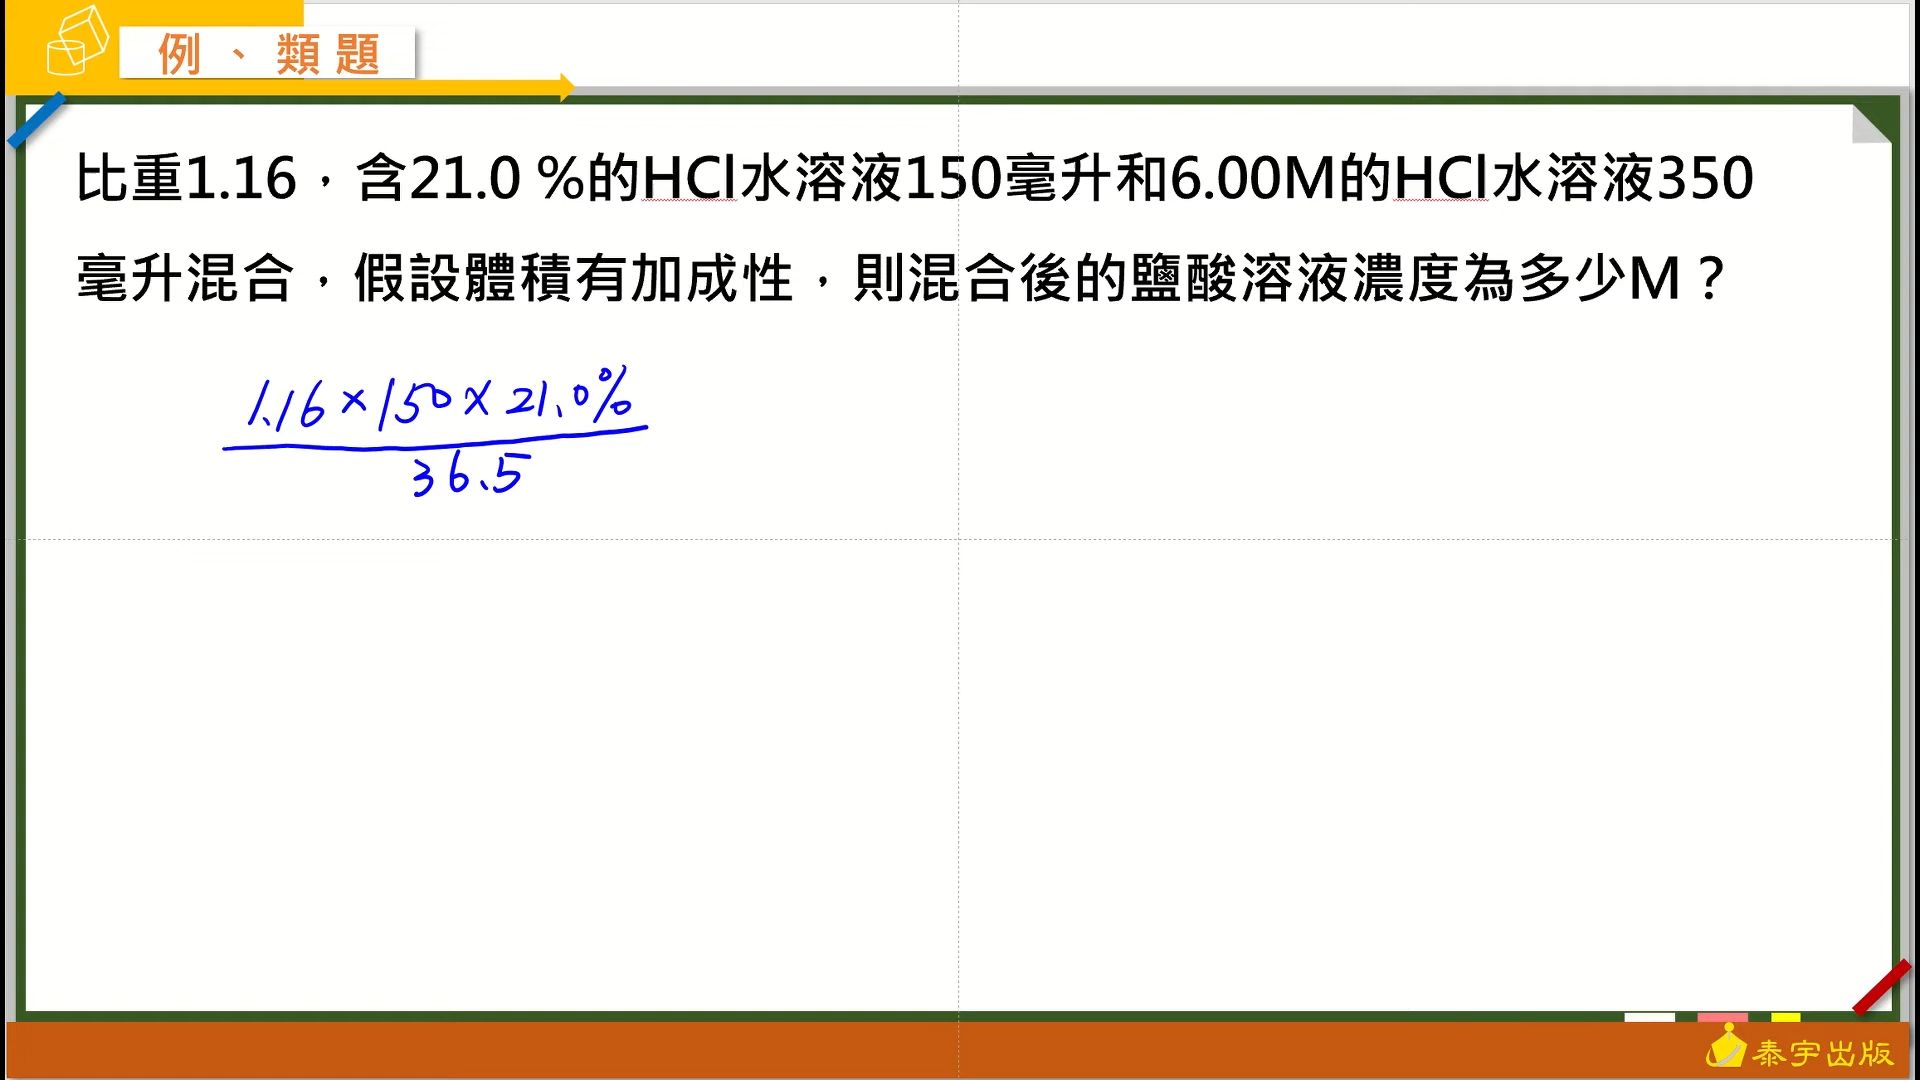 例、類題
比重1.16，含21.0 %的HCl水溶液150毫升和6.00M的HCl水溶液350
毫升混合，假設體積有加成性，則混合後的鹽酸溶液濃度為多少M？
1.16 × 150 × 21.0%
36.5
泰宇出版